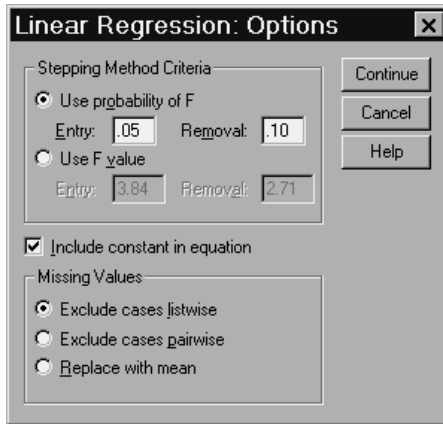 Linear Regression: Options
Stepping Method Criteria
Use probability of F
Entry: .05 Removal: .10
Use F value
Entry: 3.84 Removal: 2.71
Include constant in equation
Missing Values
Exclude cases listwise
Exclude cases pairwise
Replace with mean
Continue
Cancel
Help